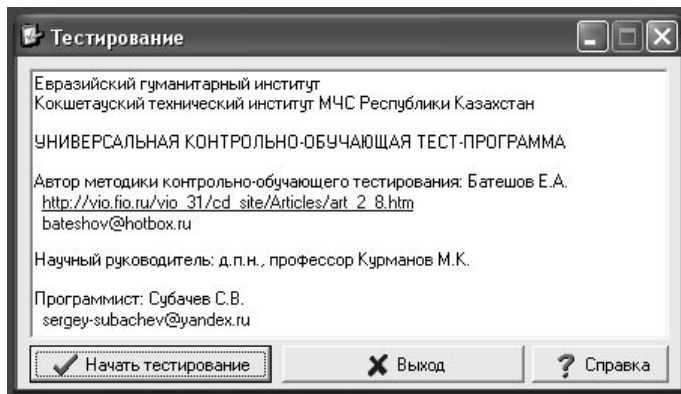 Тестирование
Евразийский гуманитарный институт
Кокшетауский технический институт МЧС Республики Казахстан
УНИВЕРСАЛЬНАЯ КОНТРОЛЬНО-ОБУЧАЮЩАЯ ТЕСТ-ПРОГРАММА
Автор методики контрольно-обучающего тестирования: Батешов Е.А.
http://vio.fio.ru/vio_31/cd_site/Articles/art_2_8.htm
bateshov@hotbox.ru
Научный руководитель: д.п.н., профессор Курманов М.К.
Программист: Субачев С.В.
sergey-subachev@yandex.ru
Начать тестирование
Выход
? Справка